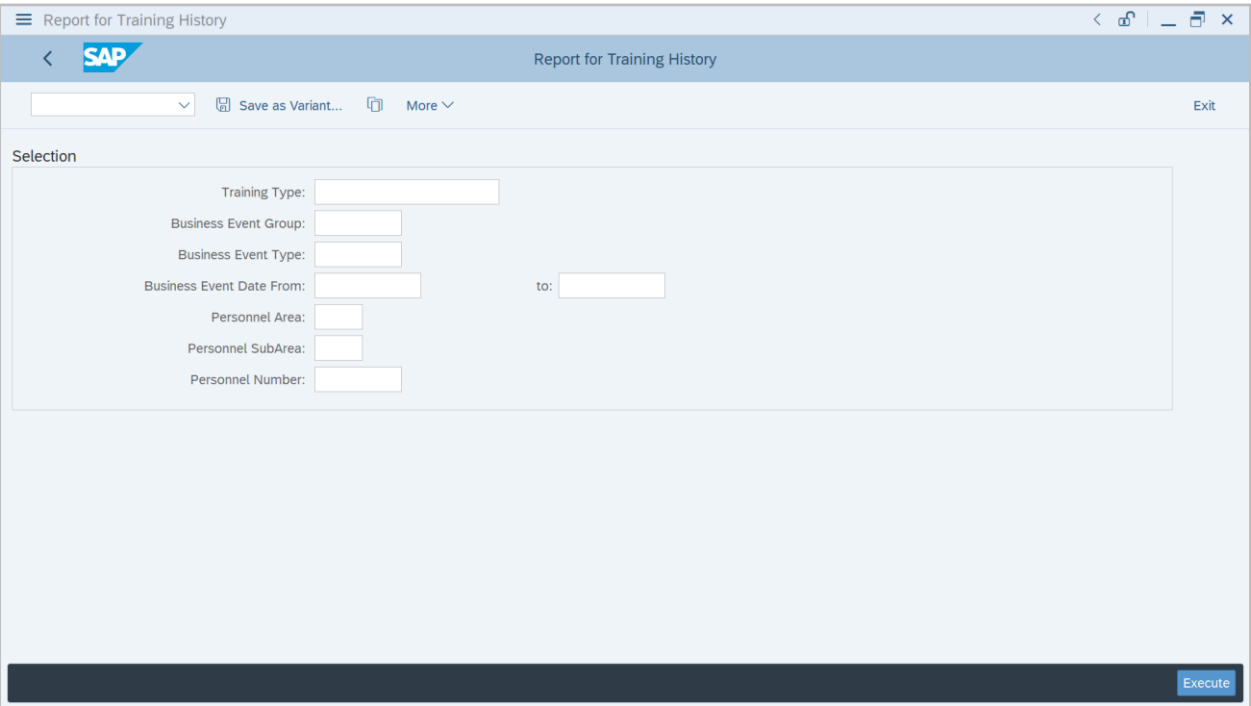 Report for Training History
SAP Report for Training History
Save as Variant... More Exit
Selection
Training Type:
Business Event Group:
Business Event Type:
Business Event Date From: to:
Personnel Area:
Personnel SubArea:
Personnel Number:
Execute